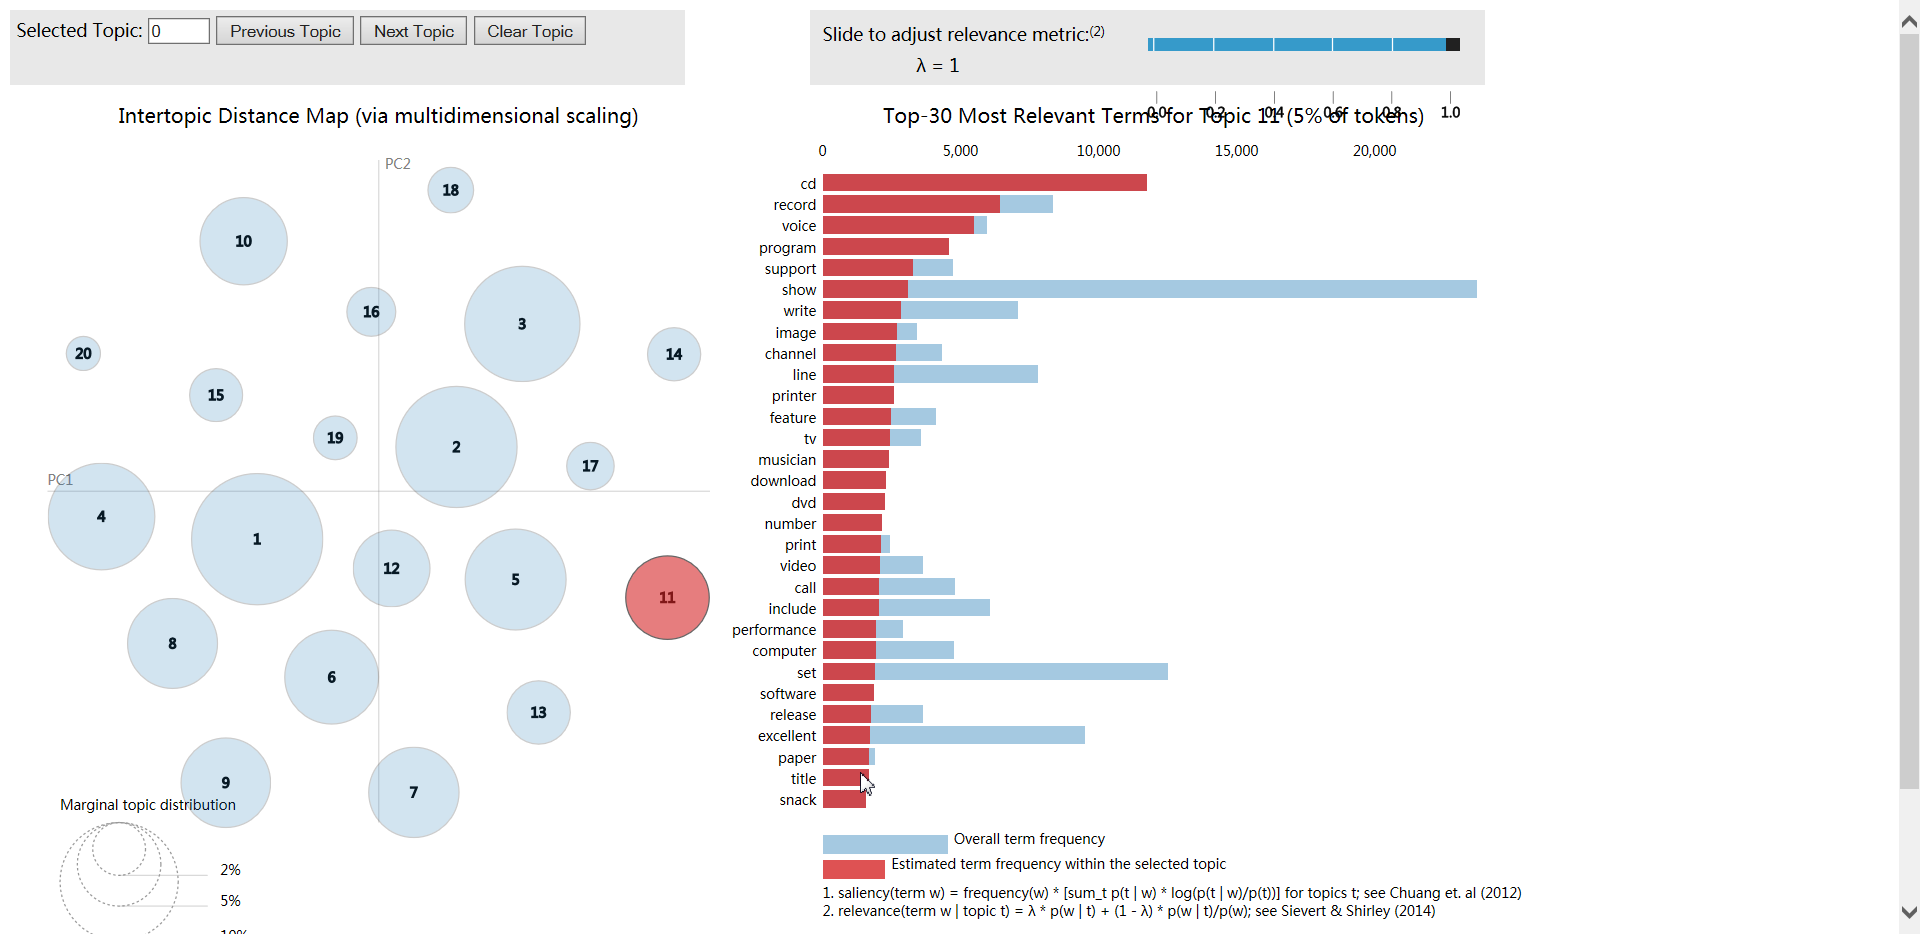 Selected Topic: 0 Previous Topic Next Topic Clear Topic
Slide to adjust relevance metric:(2)
λ = 1
0.0 0.2 0.4 0.6 0.8 1.0
Intertopic Distance Map (via multidimensional scaling)
Top-30 Most Relevant Terms for Topic 11 (5% of tokens)
PC2
PC1
18
10
16
3
20
14
15
19
2
17
4
1
12
5
11
8
6
13
9
7
Marginal topic distribution
2%
5%
10%
0 5,000 10,000 15,000 20,000
cd
record
voice
program
support
show
write
image
channel
line
printer
feature
tv
musician
download
dvd
number
print
video
call
include
performance
computer
set
software
release
excellent
paper
title
snack
Overall term frequency
Estimated term frequency within the selected topic
1. saliency(term w) = frequency(w) * [sum_t p(t | w) * log(p(t | w)/p(t))] for topics t; see Chuang et. al (2012)
2. relevance(term w | topic t) = λ * p(w | t) + (1 - λ) * p(w | t)/p(w); see Sievert & Shirley (2014)